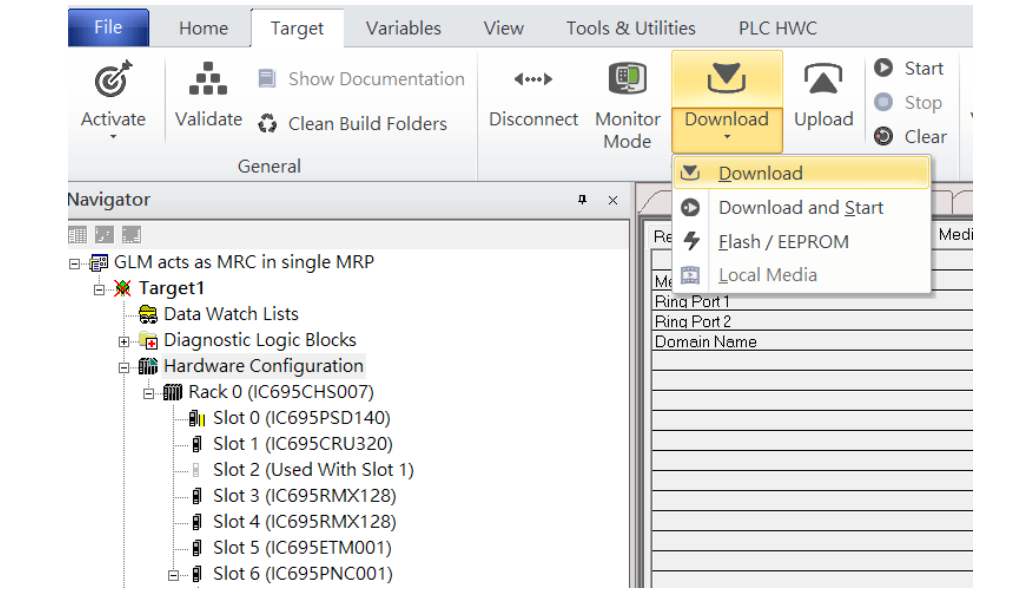 File Home Target Variables View Tools & Utilities PLC HWC
Show Documentation
Start
Stop
Activate Validate Clean Build Folders Disconnect Monitor Mode Download Upload
Clear
General
Download
Download and Start
Flash / EEPROM
Local Media
Navigator
Re
Medi
GLM acts as MRC in single MRP
Me
Target1
Ring Port 1
Data Watch Lists
Ring Port 2
Diagnostic Logic Blocks
Domain Name
Hardware Configuration
Rack 0 (IC695CHS007)
Slot 0 (IC695PSD140)
Slot 1 (IC695CRU320)
Slot 2 (Used With Slot 1)
Slot 3 (IC695RMX128)
Slot 4 (IC695RMX128)
Slot 5 (IC695ETM001)
Slot 6 (IC695PNC001)